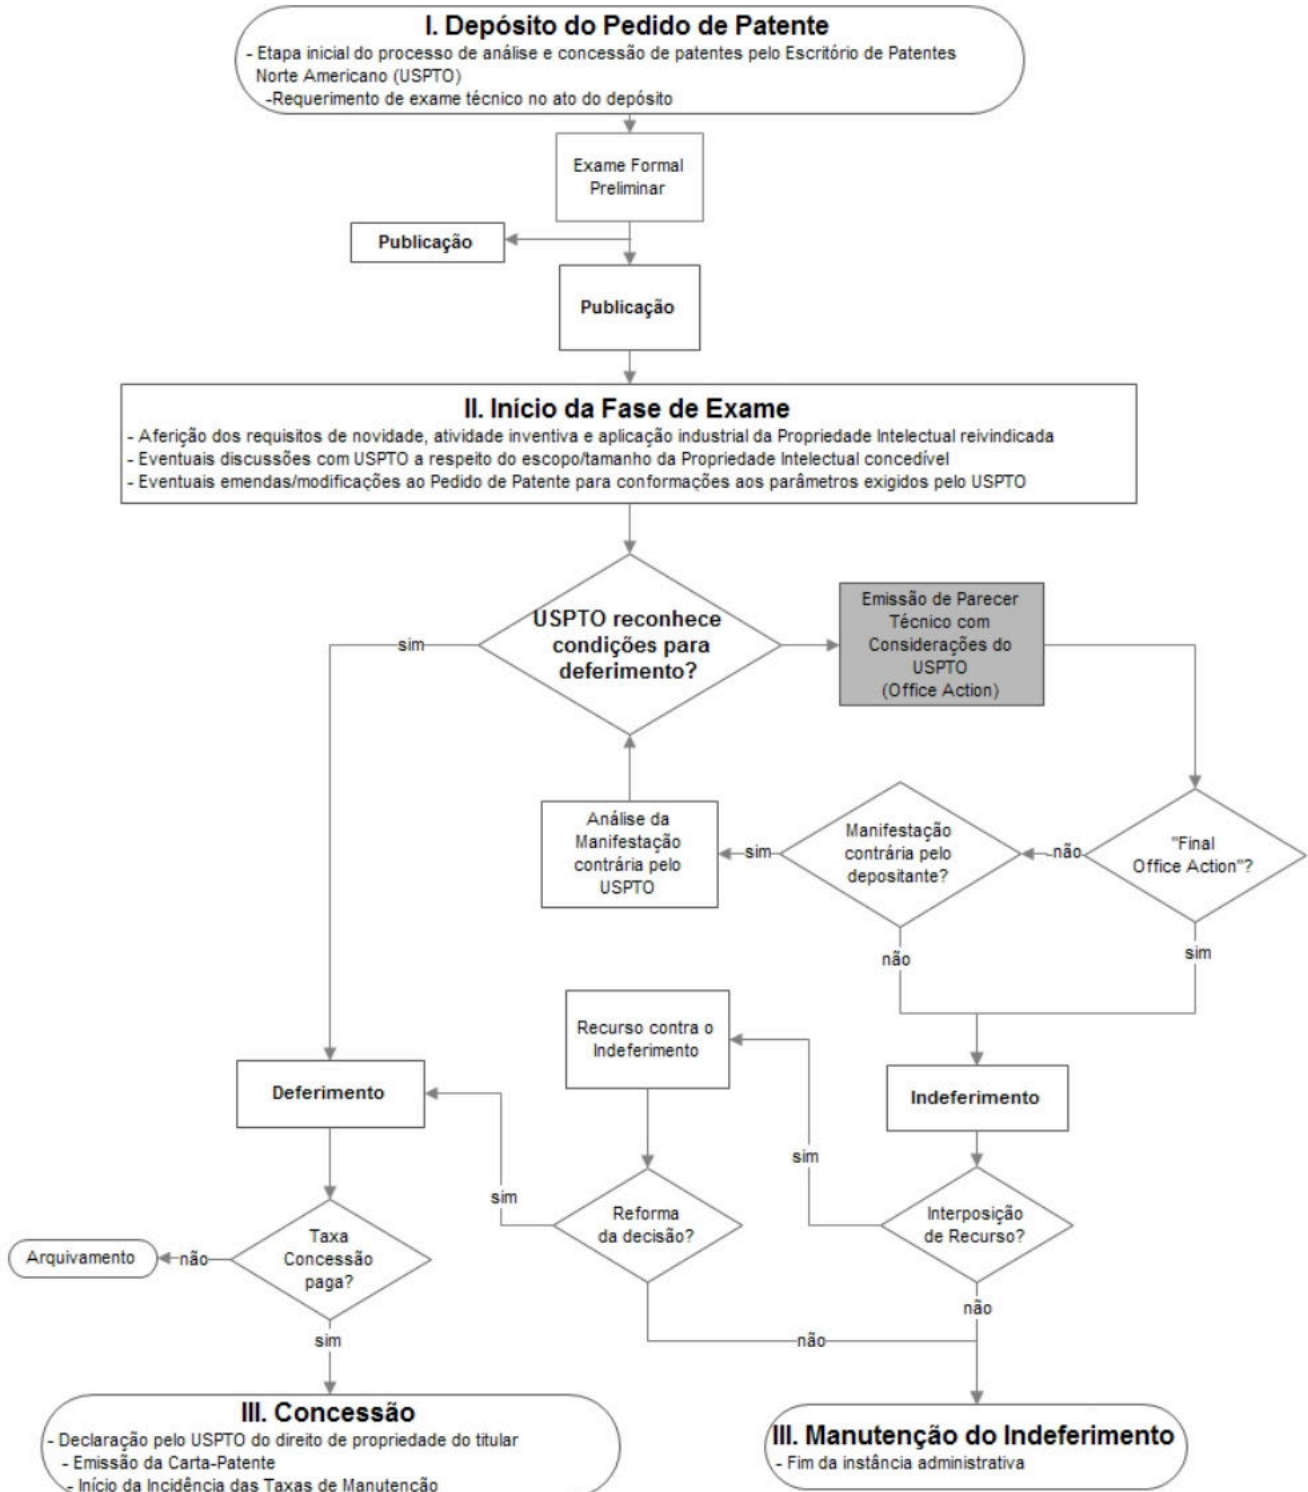 I. Depósito do Pedido de Patente
- Etapa inicial do processo de análise e concessão de patentes pelo Escritório de Patentes
Norte Americano (USPTO)
-Requerimento de exame técnico no ato do depósito
Exame Formal
Preliminar
Publicação
Publicação
II. Início da Fase de Exame
- Aferição dos requisitos de novidade, atividade inventiva e aplicação industrial da Propriedade Intelectual reivindicada
- Eventuais discussões com USPTO a respeito do escopo/tamanho da Propriedade Intelectual concedível
- Eventuais emendas/modificações ao Pedido de Patente para conformações aos parâmetros exigidos pelo USPTO
USPTO reconhece
condições para
deferimento?
sim
Emissão de Parecer
Técnico com
Considerações do
USPTO
(Office Action)
Análise da
Manifestação
contrária pelo
USPTO
sim
Manifestação
contrária pelo
depositante?
não
"Final
Office Action"?
não
sim
Recurso contra o
Indeferimento
Deferimento
Indeferimento
sim
sim
Reforma
da decisão?
Interposição
de Recurso?
Arquivamento
não
Taxa
Concessão
paga?
não
sim
não
III. Concessão
- Declaração pelo USPTO do direito de propriedade do titular
- Emissão da Carta-Patente
- Início da Incidência das Taxas de Manutenção
III. Manutenção do Indeferimento
- Fim da instância administrativa